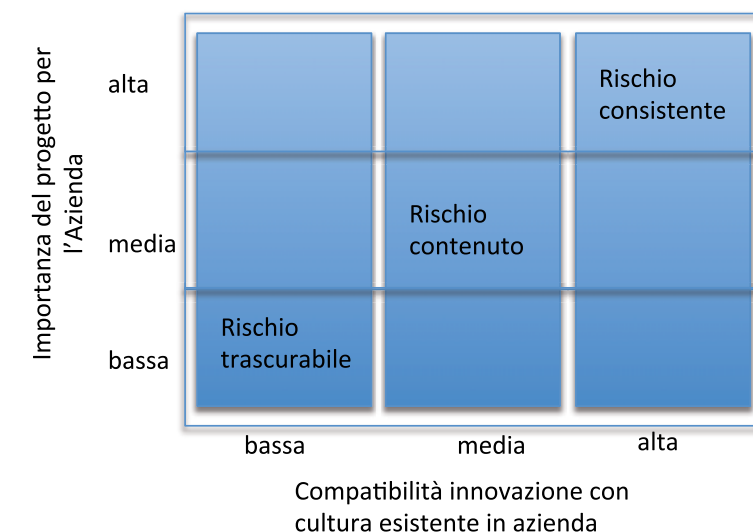 Importanza del progetto per
l'Azienda
alta
Rischio
consistente
media
Rischio
contenuto
bassa
Rischio
trascurabile
bassa
media
alta
Compatibilità innovazione con
cultura esistente in azienda